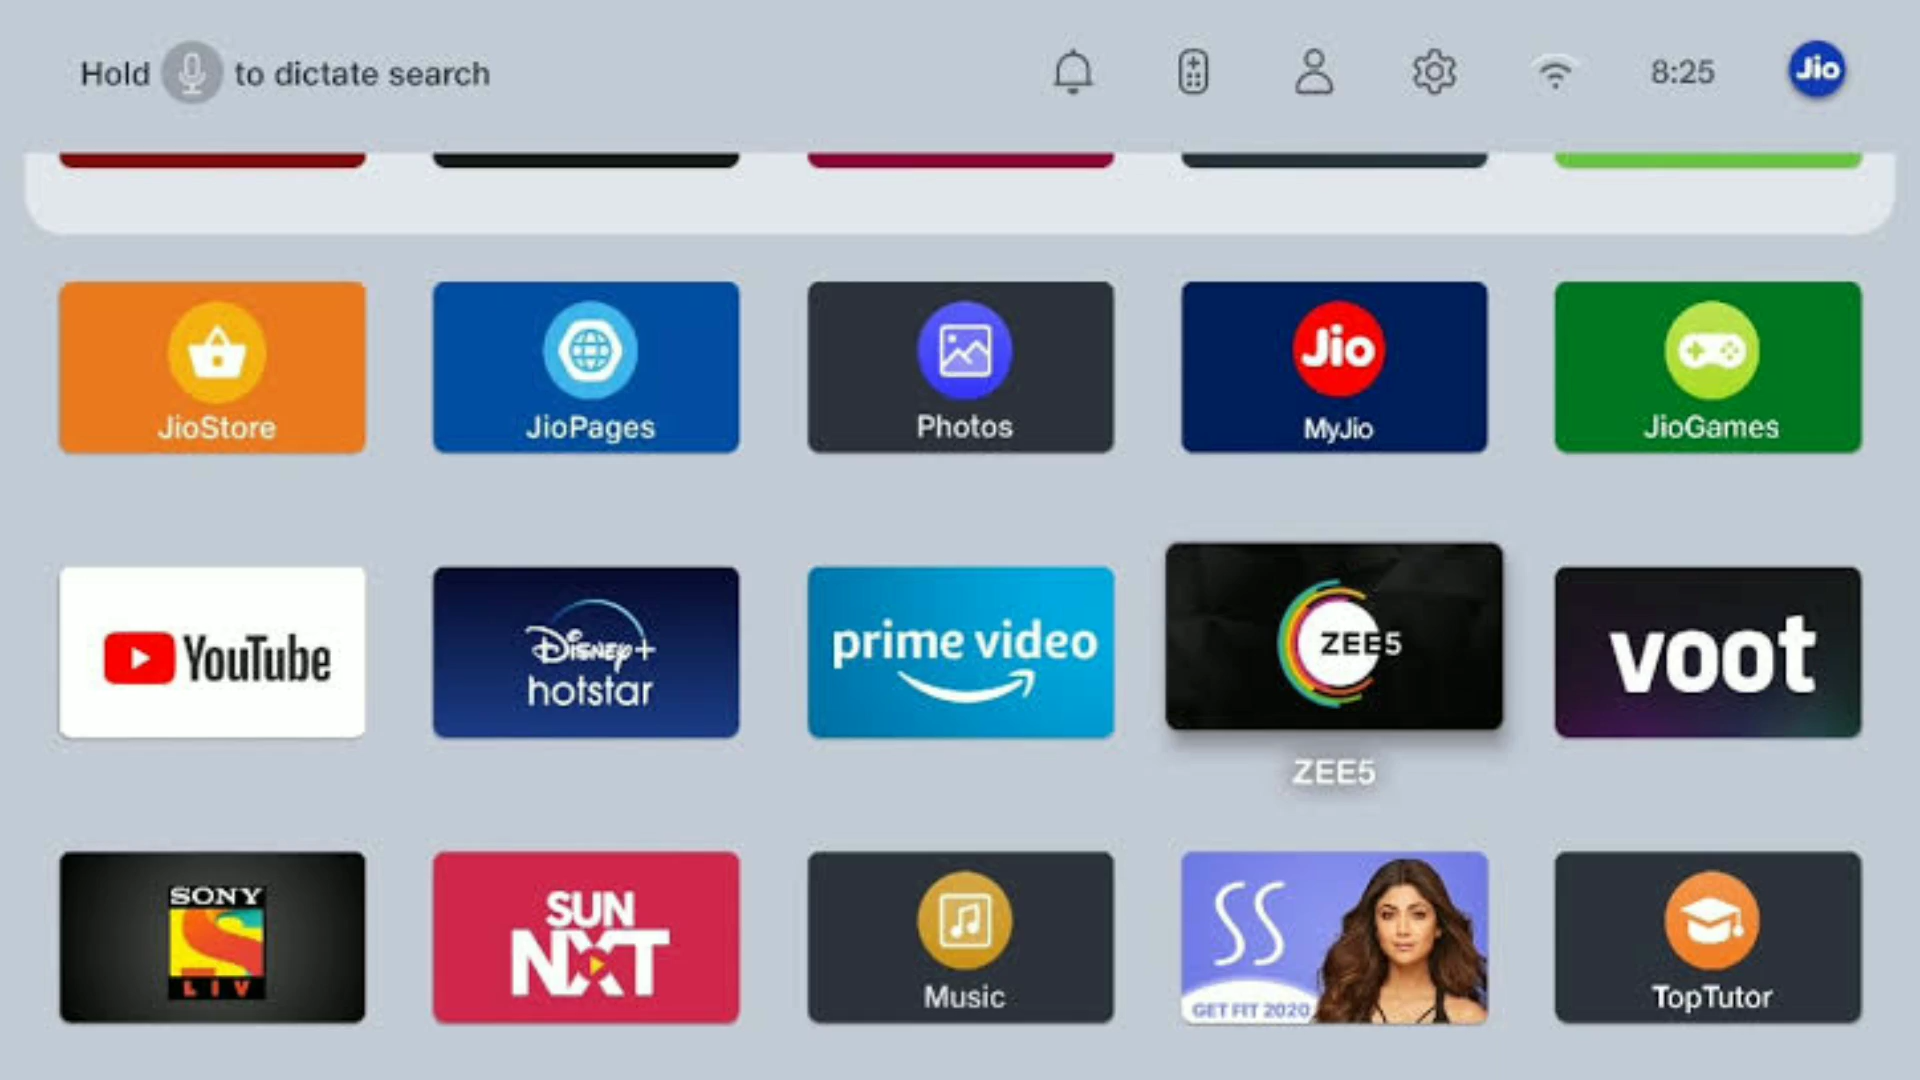 Hold to dictate search
8:25
Jio
JioStore
JioPages
Photos
Jio
MyJio
JioGames
YouTube
Disney+
hotstar
prime video
ZEE5
ZEE5
voot
SONY
LIV
SUN
NXT
Music
SS
GET FIT 2020
TopTutor